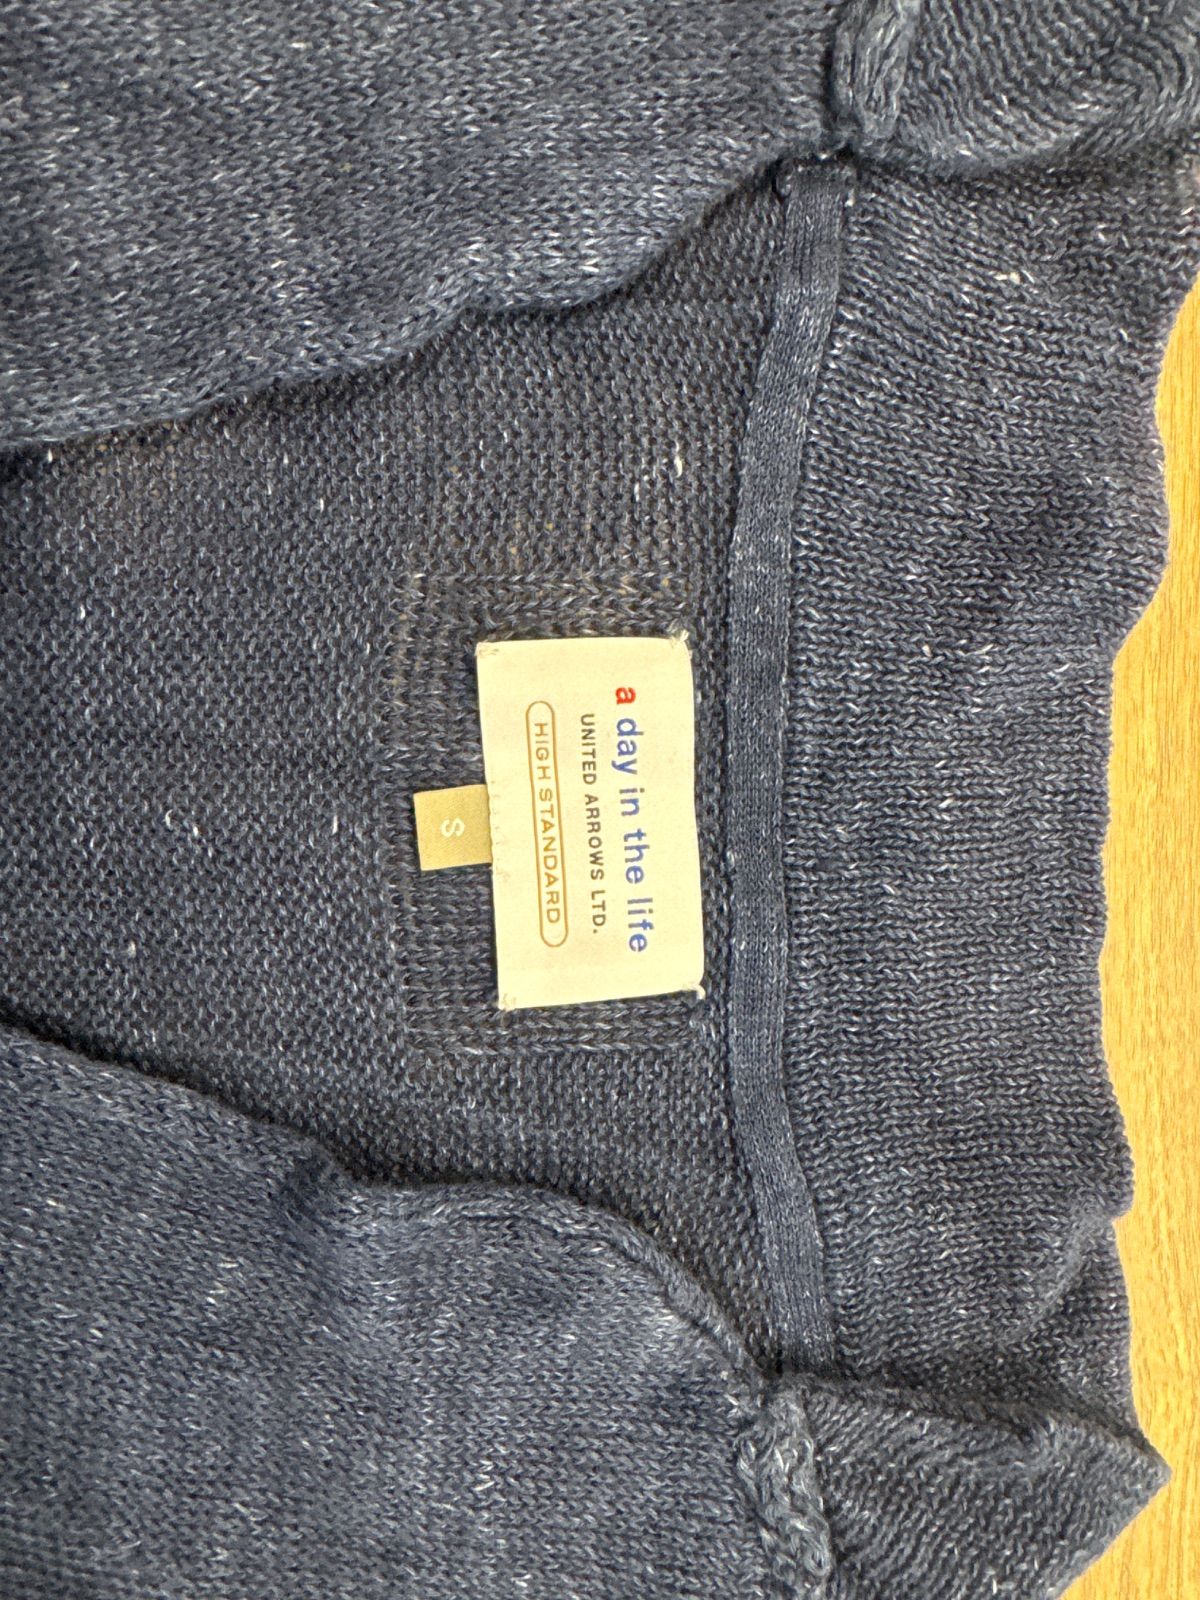 a day in the life
UNITED ARROWS LTD.
HIGH STANDARD
S